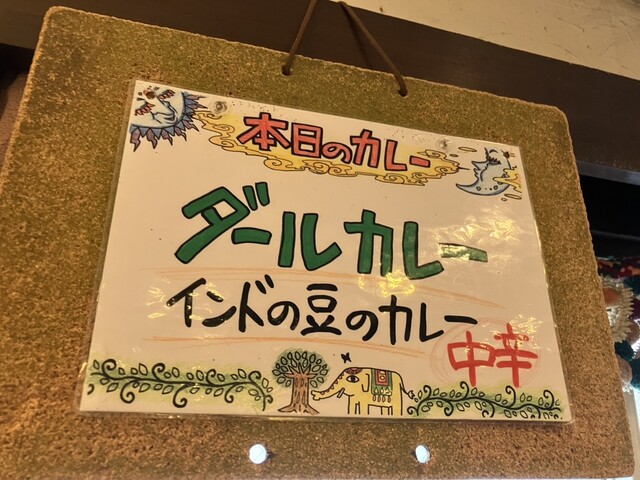 本日のカレー
ダールカレー
インドの豆のカレー
中辛